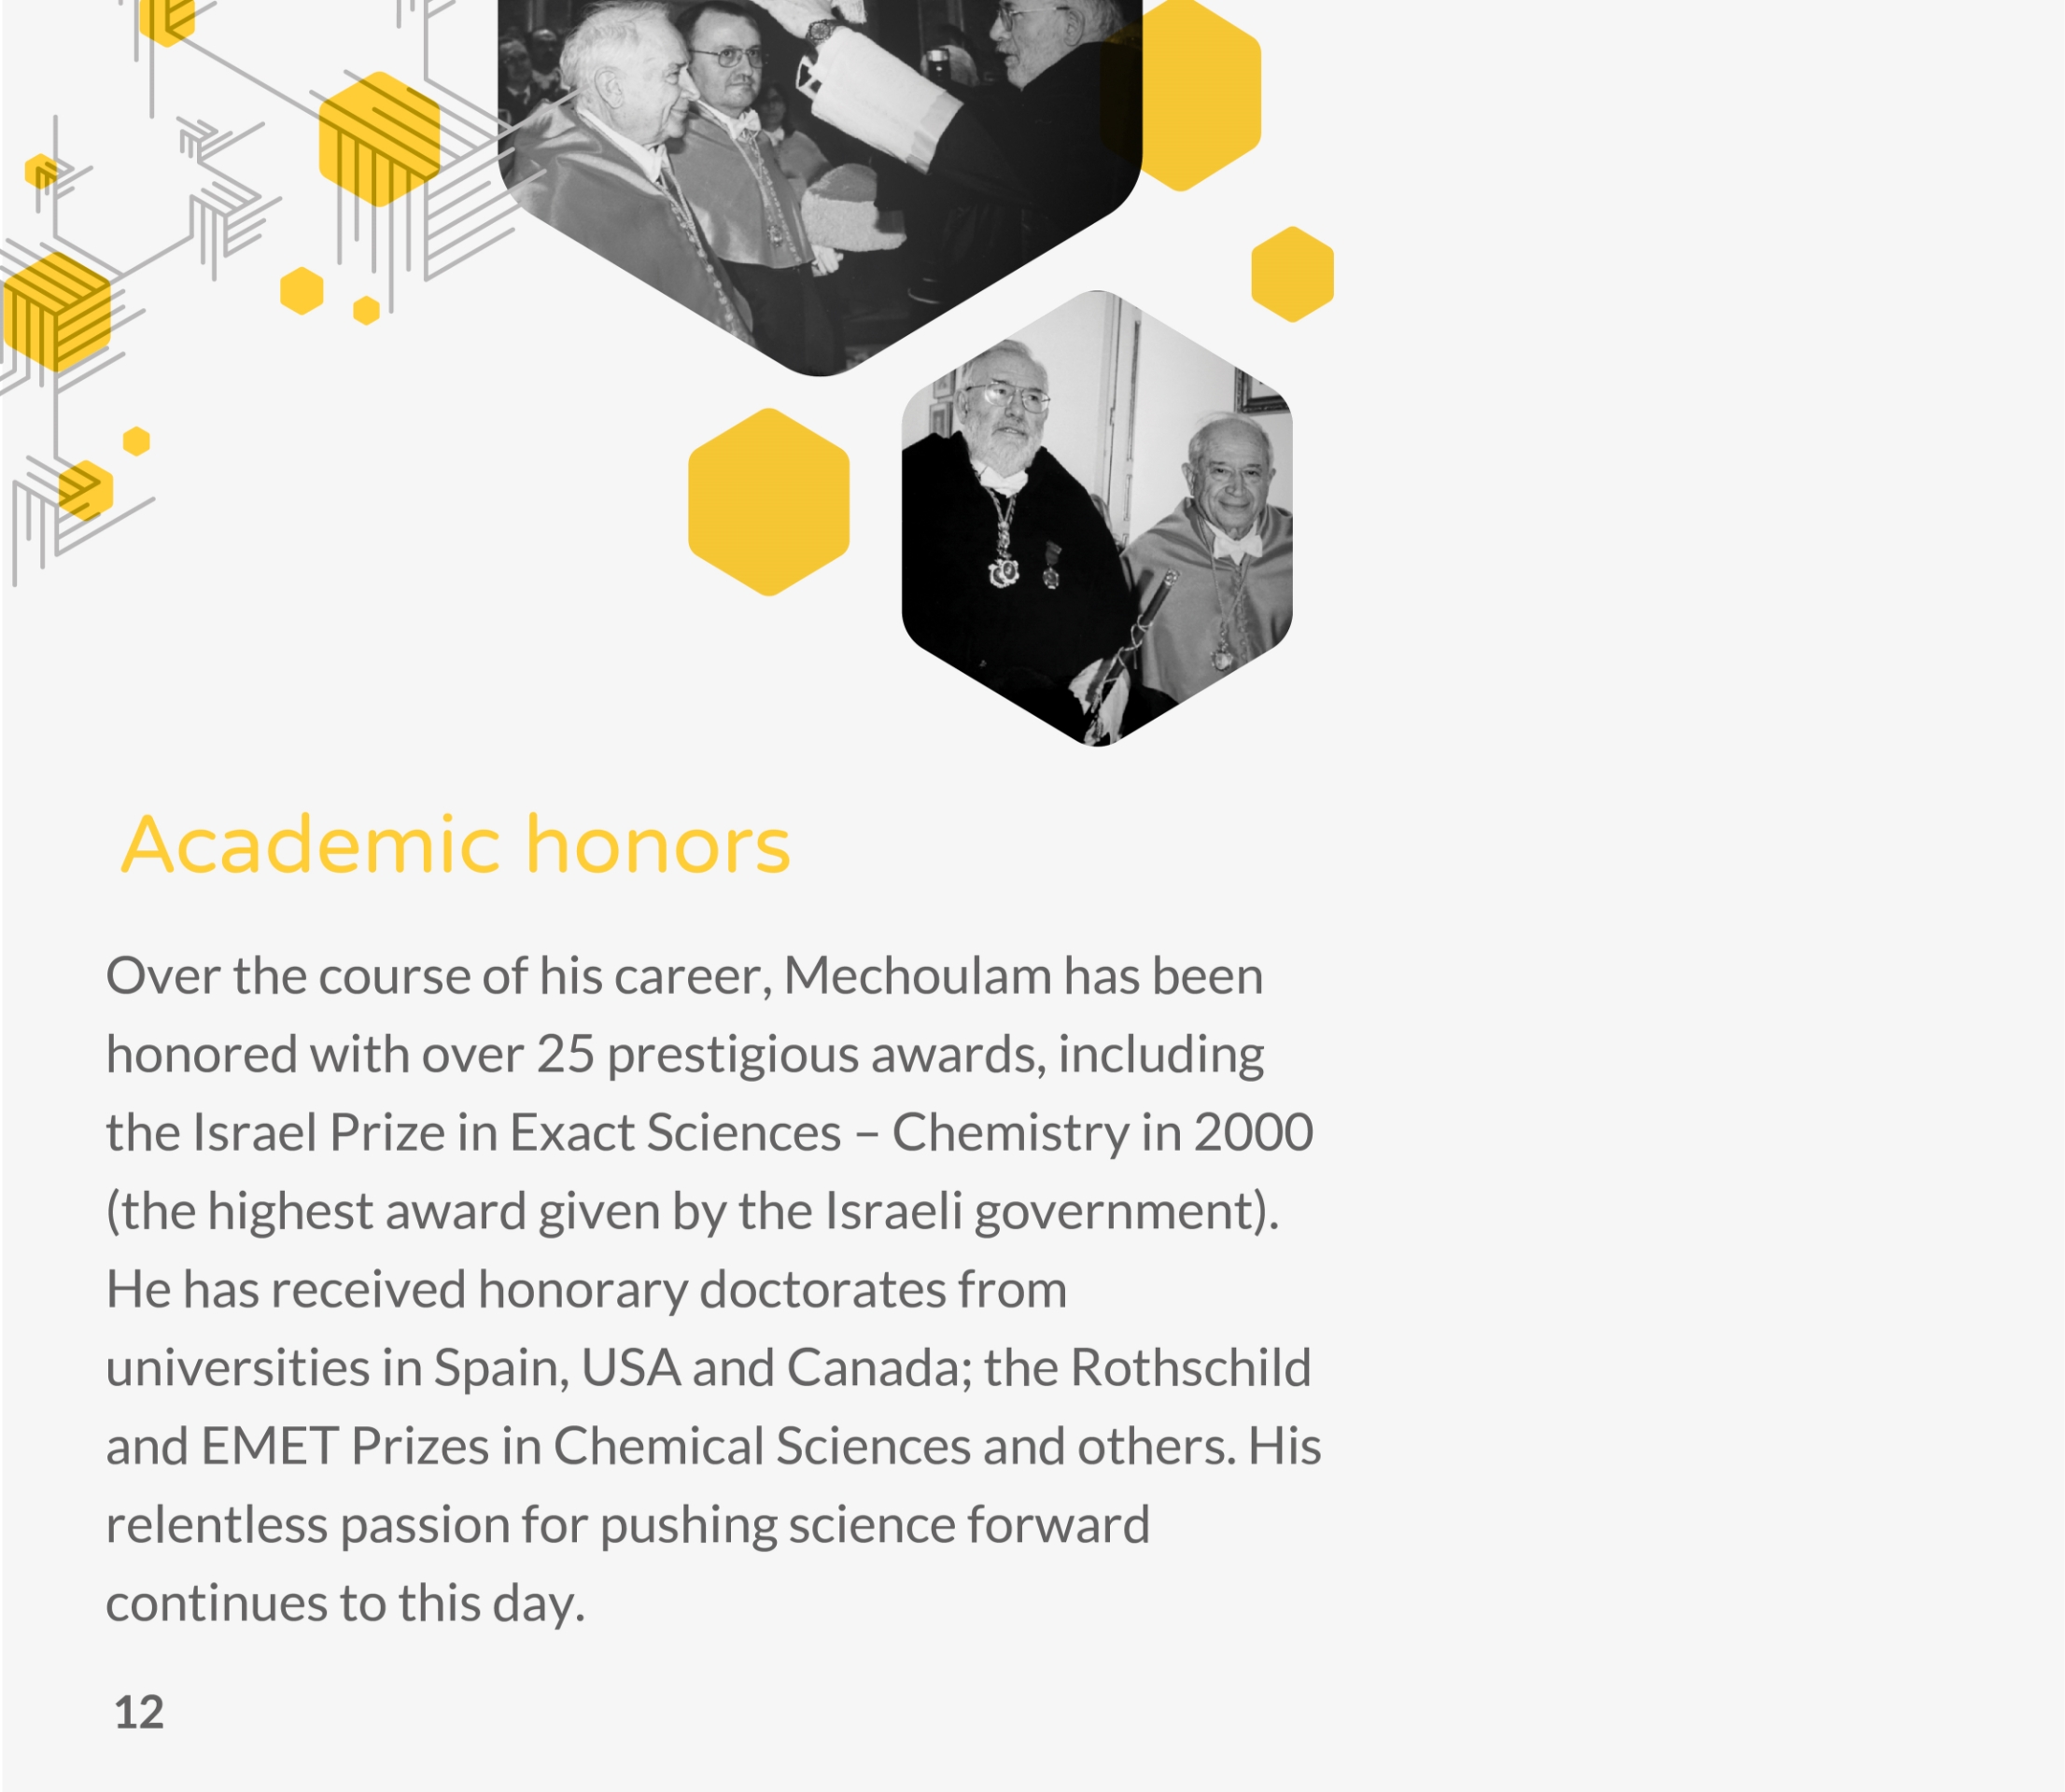 Academic honors
Over the course of his career, Mechoulam has been
honored with over 25 prestigious awards, including
the Israel Prize in Exact Sciences – Chemistry in 2000
(the highest award given by the Israeli government).
He has received honorary doctorates from
universities in Spain, USA and Canada; the Rothschild
and EMET Prizes in Chemical Sciences and others. His
relentless passion for pushing science forward
continues to this day.
12